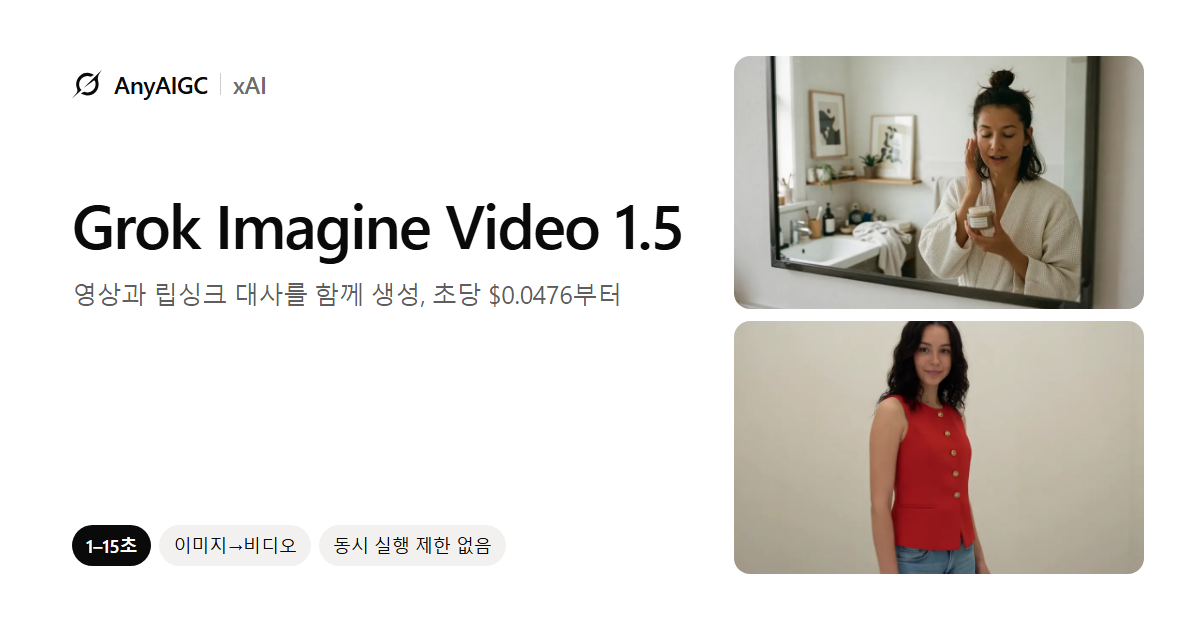 AnyAIGC | xAI
Grok Imagine Video 1.5
영상과 립싱크 대사를 함께 생성, 초당 $0.0476부터
1–15초
이미지→비디오
동시 실행 제한 없음